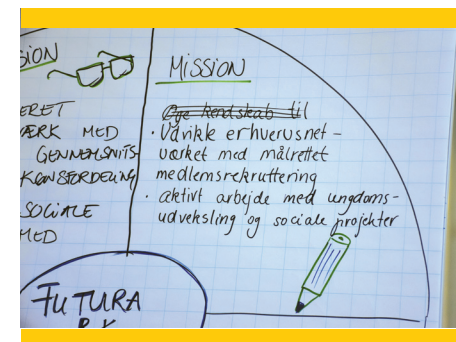 SION
ERET
ÆRK MED
GENNEMSNITS-
KØNSFORDELING
SOCIALE
MED
MISSION
Øge kendskab til
· Udvikle erhvervsnet-
værket med målrettet
medlemsrekruttering
· aktivt arbejde med ungdoms-
udveksling og sociale projekter
FUTURA
RK